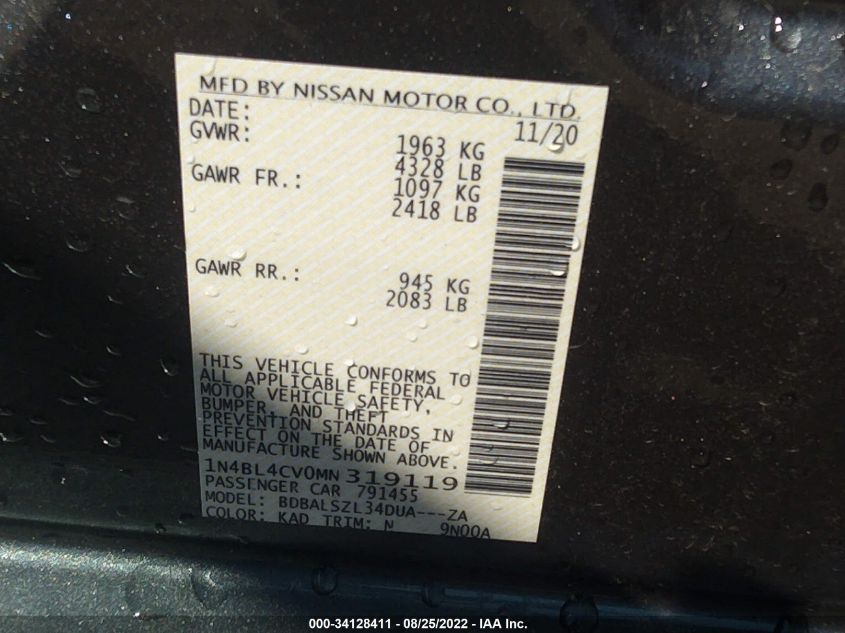 MFD BY NISSAN MOTOR CO., LTD.
DATE: 11/20
GVWR: 1963 KG
4328 LB
GAWR FR.: 1097 KG
2418 LB
GAWR RR.: 945 KG
2083 LB
THIS VEHICLE CONFORMS TO
ALL APPLICABLE FEDERAL
MOTOR VEHICLE SAFETY,
BUMPER, AND THEFT
PREVENTION STANDARDS IN
EFFECT ON THE DATE OF
MANUFACTURE SHOWN ABOVE.
1N4BL4CV0MN 319119
PASSENGER CAR 791455
MODEL: BDBALSZL34DUA---ZA
COLOR: KAD TRIM: N 9N00A
000-34128411 - 08/25/2022 - IAA Inc.